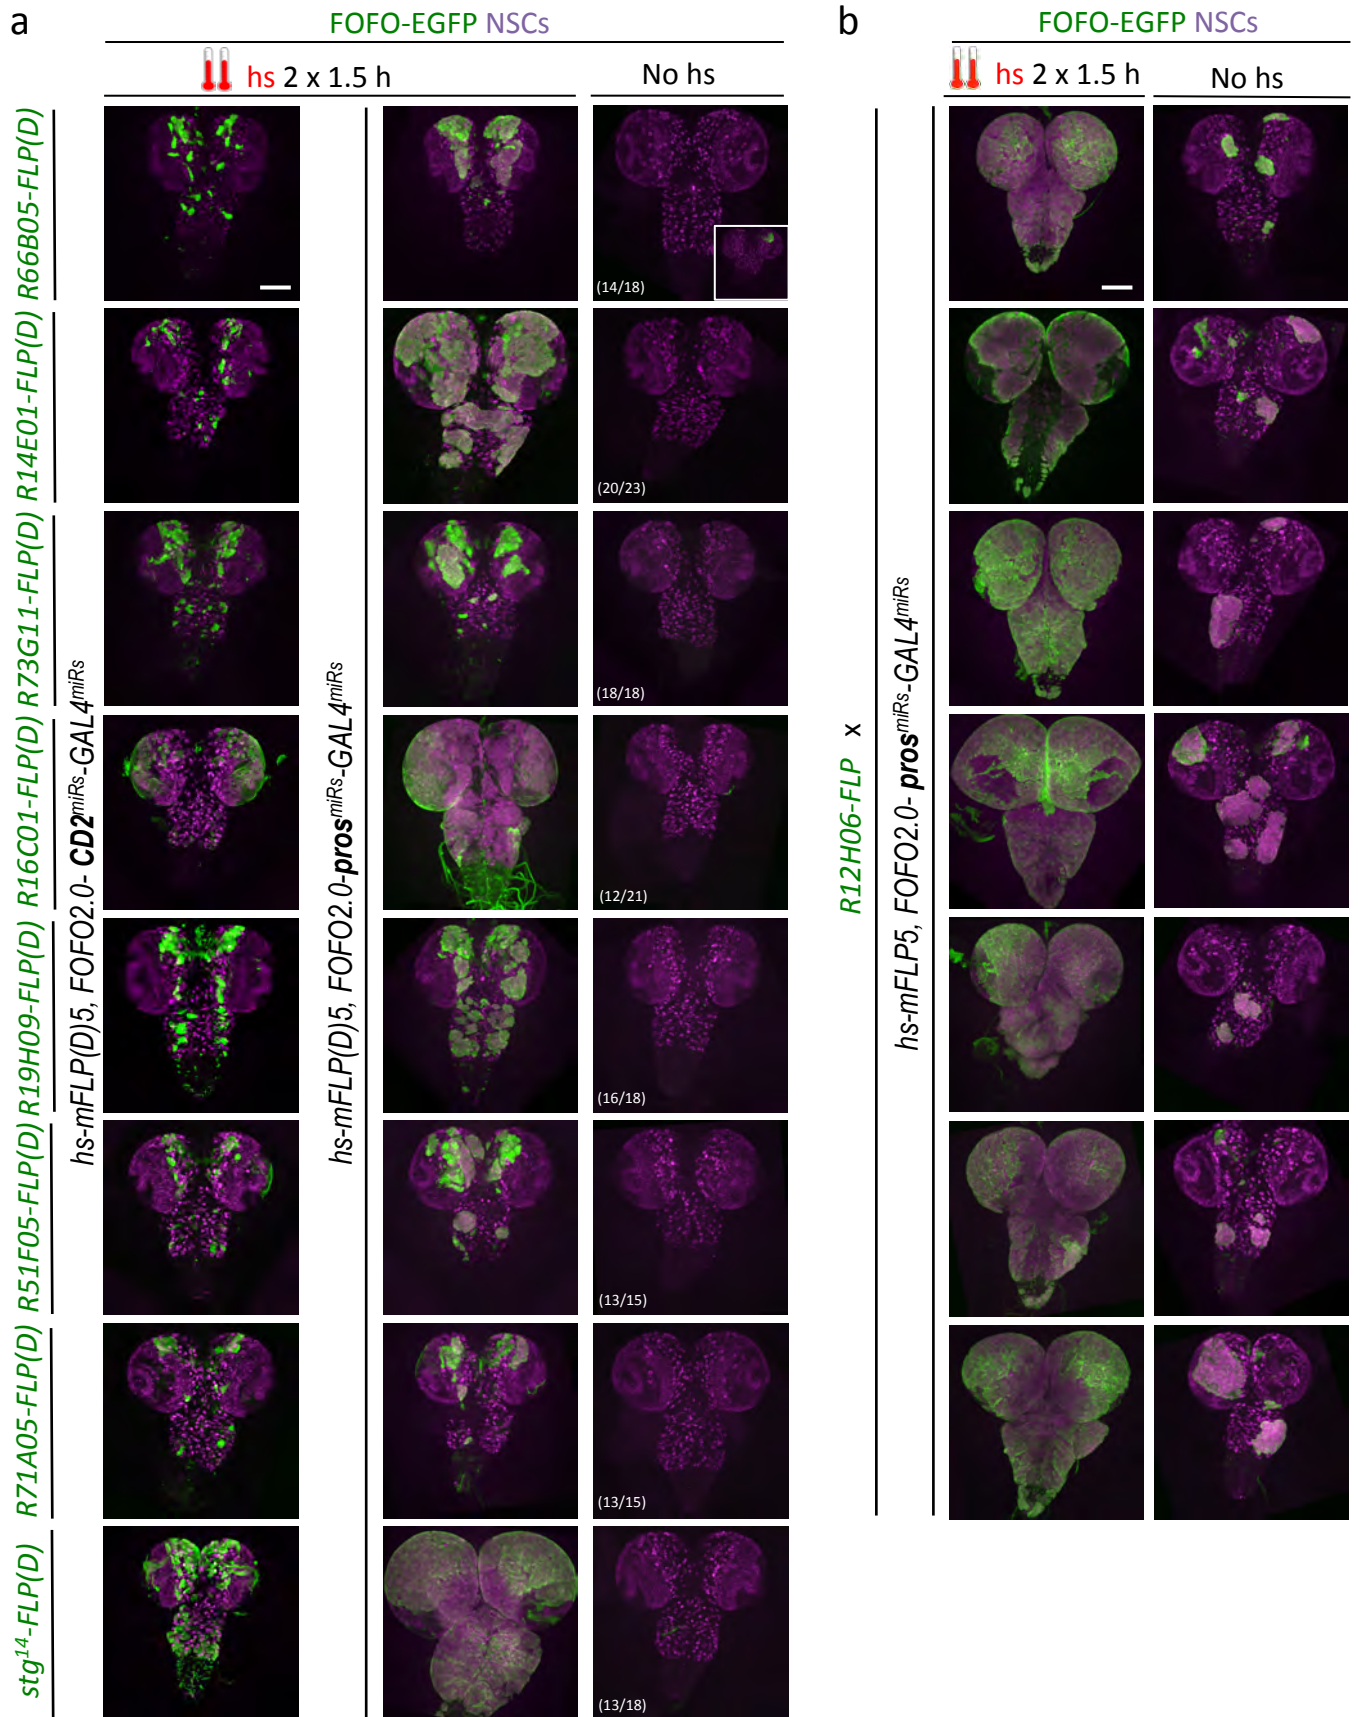 a
FOFO-EGFP NSCs
hs 2 x 1.5 h
No hs
R66B05-FLP(D)
R14E01-FLP(D)
R73G11-FLP(D)
R16C01-FLP(D)
R19H09-FLP(D)
R51F05-FLP(D)
R71A05-FLP(D)
stg14-FLP(D)
hs-mFLP(D)5, FOFO2.0- CD2miRs-GAL4miRs
hs-mFLP(D)5, FOFO2.0-prosmiRs-GAL4miRs
(14/18)
(20/23)
(18/18)
(12/21)
(16/18)
(13/15)
(13/15)
(13/18)
b
FOFO-EGFP NSCs
hs 2 x 1.5 h
No hs
R12H06-FLP x
hs-mFLP5, FOFO2.0- prosmiRs-GAL4miRs